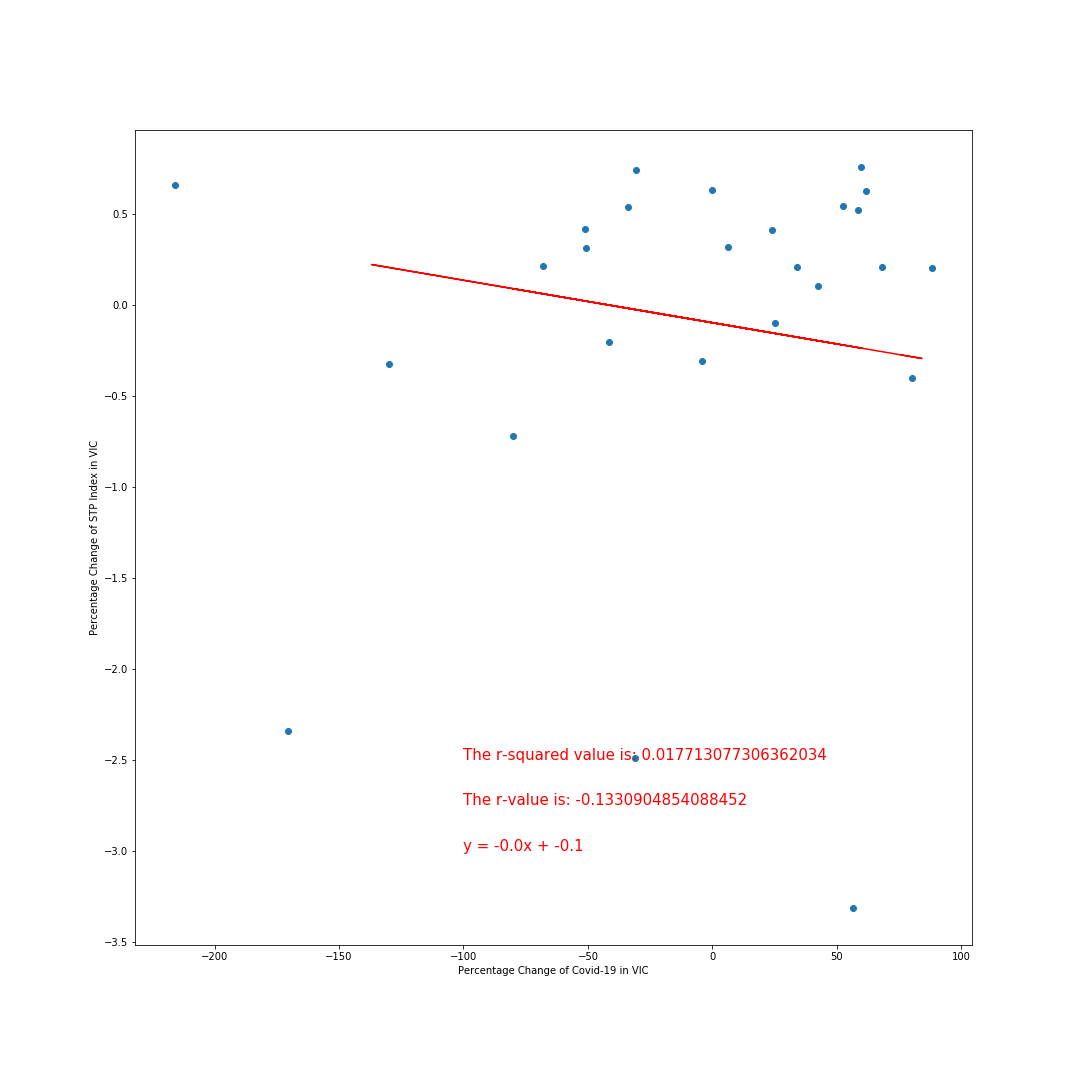 0.5
0.0
−0.5
−1.0
−1.5
−2.0
−2.5
−3.0
−3.5
Percentage Change of STP Index in VIC
The r-squared value is: 0.017713077306362034
The r-value is: -0.1330904854088452
y = -0.0x + -0.1
−200 −150 −100 −50 0 50 100
Percentage Change of Covid-19 in VIC